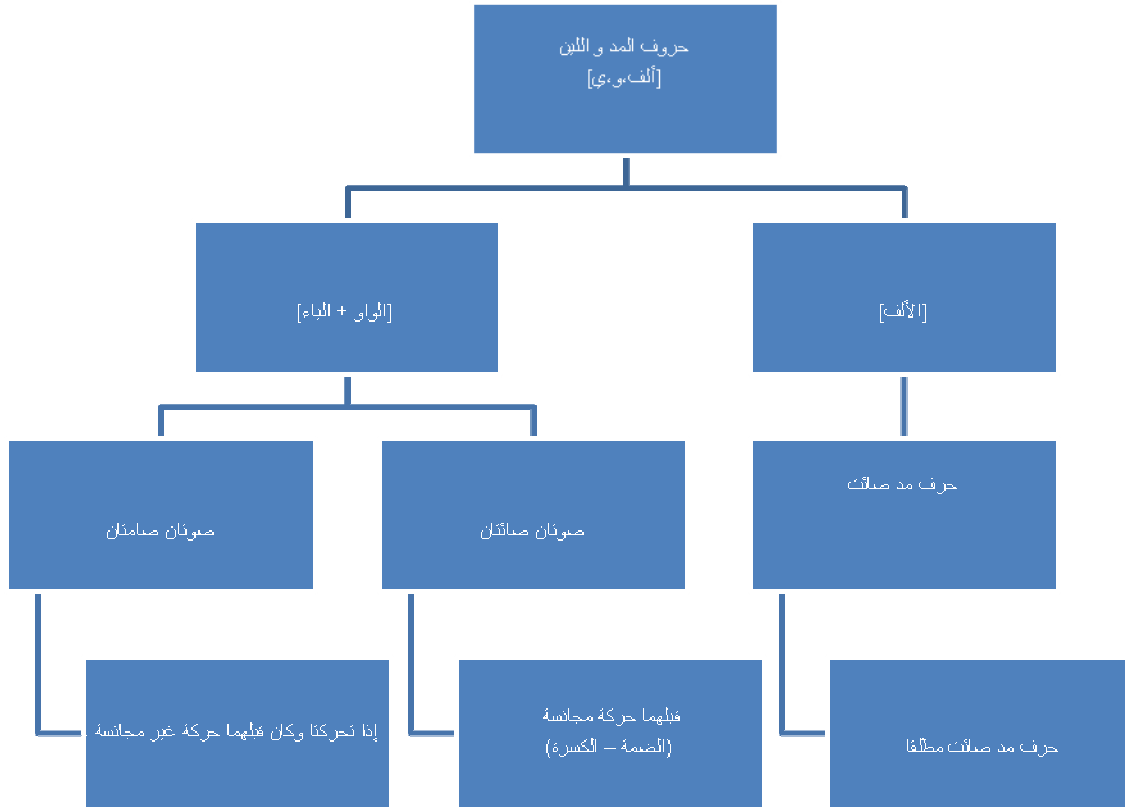 حروف المد و اللين
[ألف،و،ي]
[الألف]
[الواو + الياء]
حرف مد صائت
صوتان صائتان
صوتان صامتان
حرف مد صائت مطلقا
قبلهما حركة مجانسة
(الضمة – الكسرة)
إذا تحركتا وكان قبلهما حركة غير مجانسة .